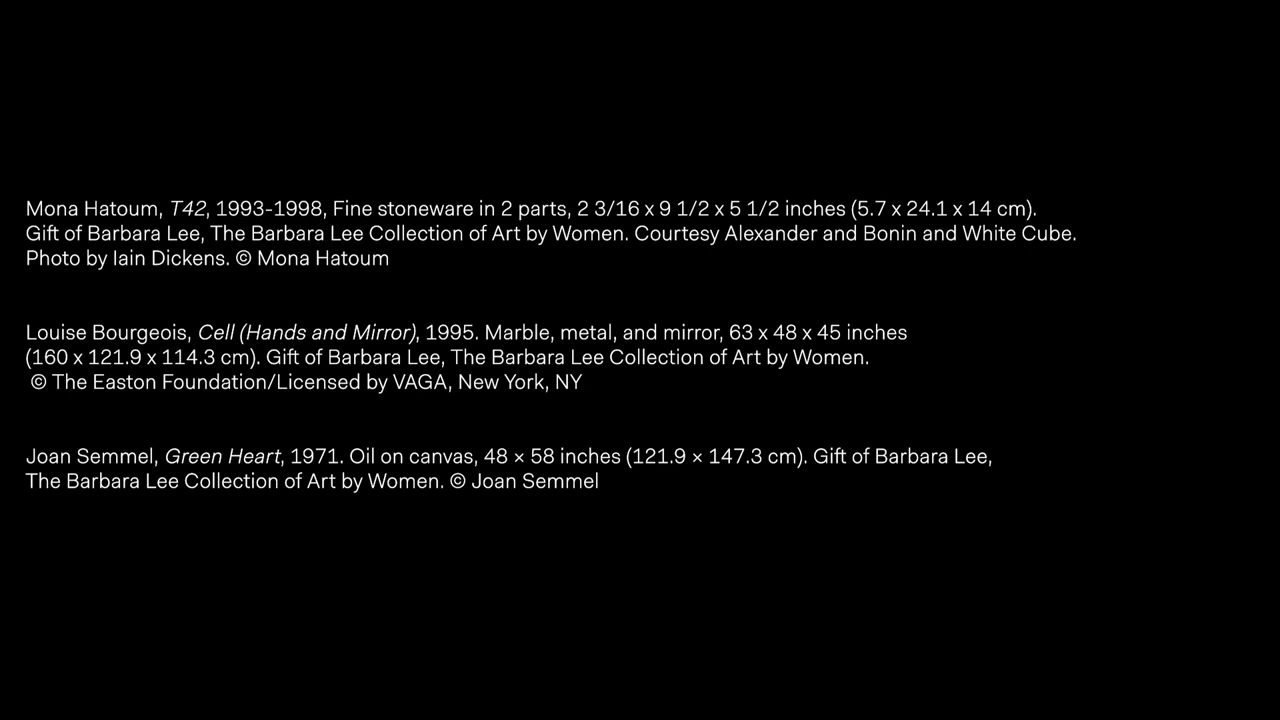 Mona Hatoum, T42, 1993-1998, Fine stoneware in 2 parts, 2 3/16 x 9 1/2 x 5 1/2 inches (5.7 x 24.1 x 14 cm).
Gift of Barbara Lee, The Barbara Lee Collection of Art by Women. Courtesy Alexander and Bonin and White Cube.
Photo by Iain Dickens. © Mona Hatoum
Louise Bourgeois, Cell (Hands and Mirror), 1995. Marble, metal, and mirror, 63 x 48 x 45 inches
(160 x 121.9 x 114.3 cm). Gift of Barbara Lee, The Barbara Lee Collection of Art by Women.
© The Easton Foundation/Licensed by VAGA, New York, NY
Joan Semmel, Green Heart, 1971. Oil on canvas, 48 × 58 inches (121.9 × 147.3 cm). Gift of Barbara Lee,
The Barbara Lee Collection of Art by Women. © Joan Semmel